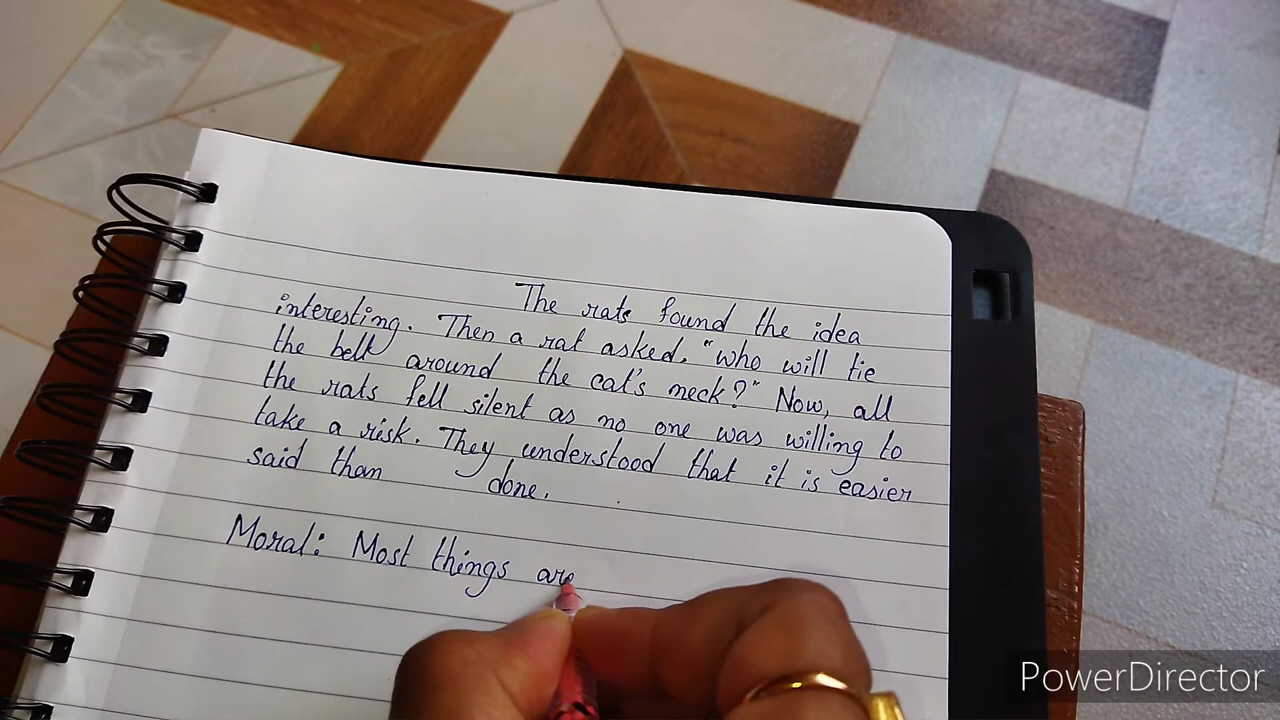 The rats found the idea
interesting. Then a rat asked. "who will tie
the bell around the cat's neck?" Now, all
the rats fell silent as no one was willing to
take a risk. They understood that it is easier
said than done.
Moral: Most things are
PowerDirector